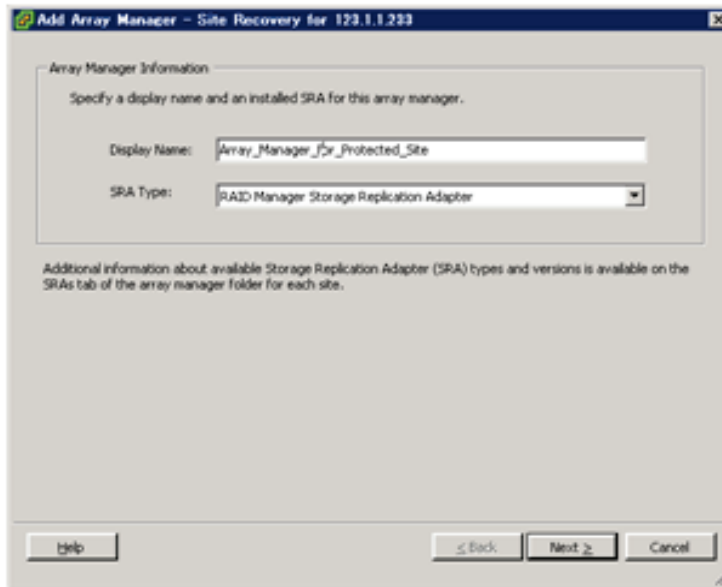 Add Array Manager - Site Recovery for 123.1.1.233
Array Manager Information
Specify a display name and an installed SRA for this array manager.
Display Name: Array_Manager_for_Protected_Site
SRA Type: RAID Manager Storage Replication Adapter
Additional information about available Storage Replication Adapter (SRA) types and versions is available on the
SRAs tab of the array manager folder for each site.
Help < Back Next > Cancel